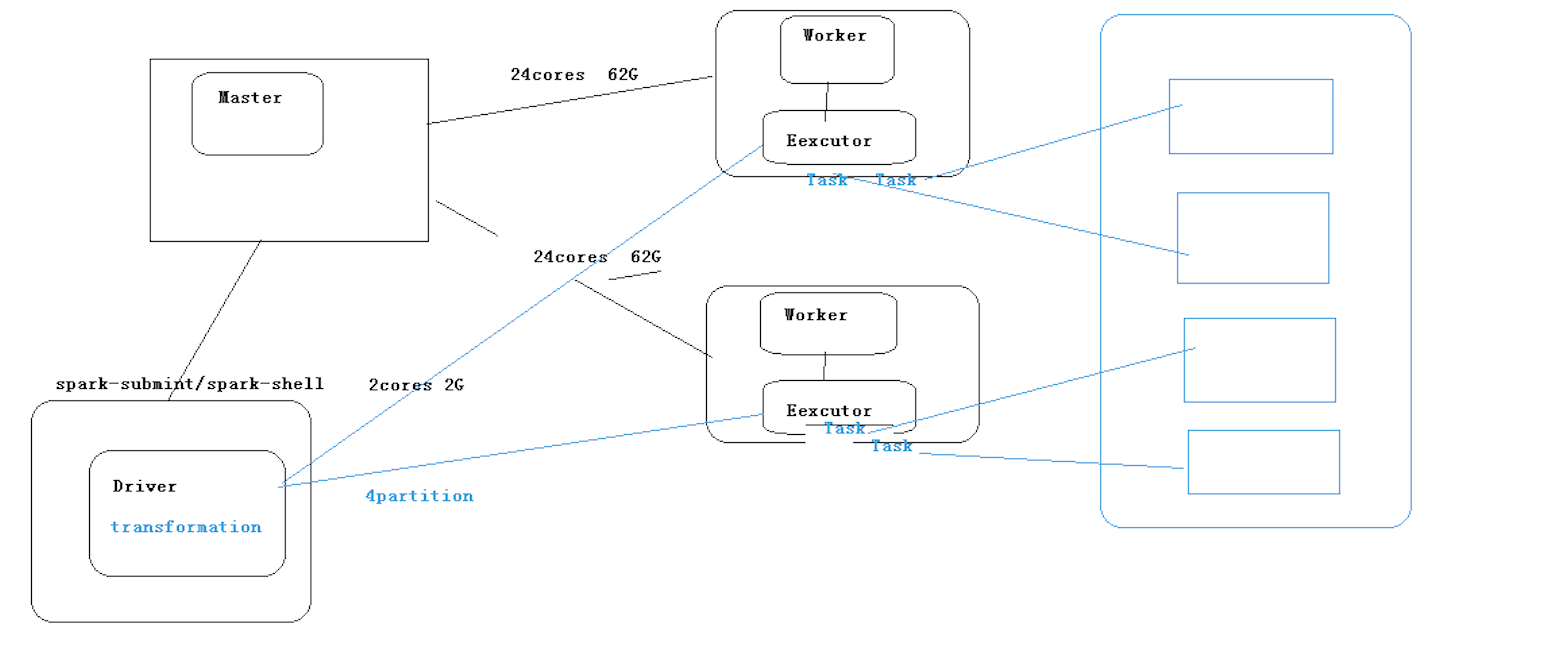 Worker
24cores 62G
Master
Eexcutor
Task Task
24cores 62G
Worker
spark-submint/spark-shell
2cores 2G
Eexcutor
Task
Task
Driver
4partition
transformation